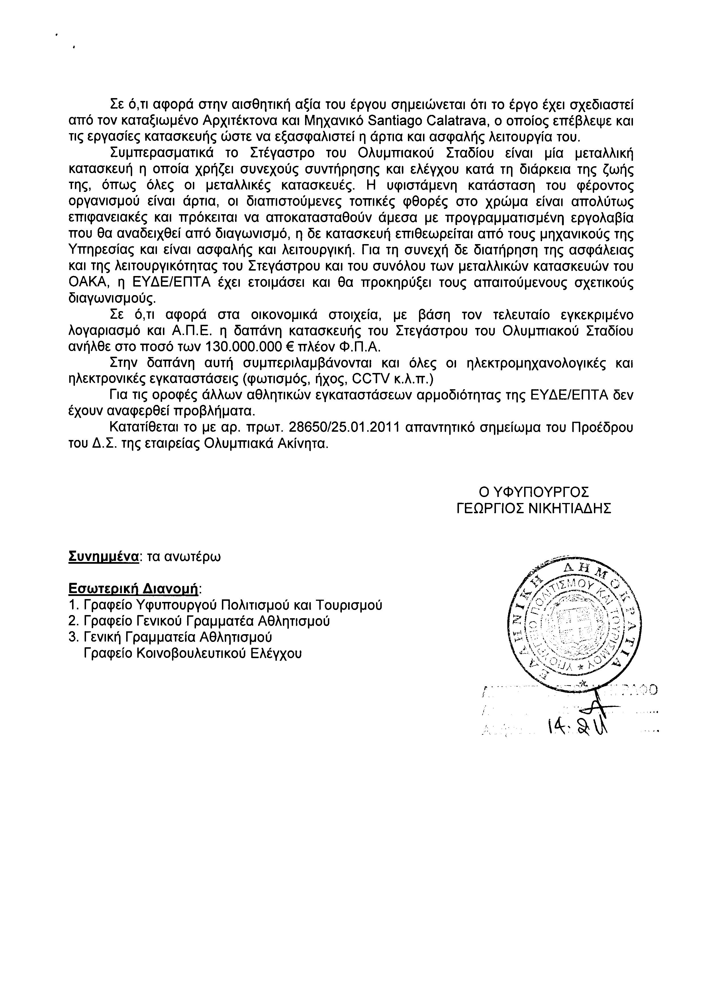 Σε ό,τι αφορά στην αισθητική αξία του έργου σημειώνεται ότι το έργο έχει σχεδιαστεί
από τον καταξιωμένο Αρχιτέκτονα και Μηχανικό Santiago Calatrava, ο οποίος επέβλεψε και
τις εργασίες κατασκευής ώστε να εξασφαλιστεί η άρτια και ασφαλής λειτουργία του.
Συμπερασματικά το Στέγαστρο του Ολυμπιακού Σταδίου είναι μία μεταλλική
κατασκευή η οποία χρήζει συνεχούς συντήρησης και ελέγχου κατά τη διάρκεια της ζωής
της, όπως όλες οι μεταλλικές κατασκευές. Η υφιστάμενη κατάσταση του φέροντος
οργανισμού είναι άρτια, οι διαπιστούμενες τοπικές φθορές στο χρώμα είναι απολύτως
επιφανειακές και πρόκειται να αποκατασταθούν άμεσα με προγραμματισμένη εργολαβία
που θα αναδειχθεί από διαγωνισμό, η δε κατασκευή επιθεωρείται από τους μηχανικούς της
Υπηρεσίας και είναι ασφαλής και λειτουργική. Για τη συνεχή δε διατήρηση της ασφάλειας
και της λειτουργικότητας του Στεγάστρου και του συνόλου των μεταλλικών κατασκευών του
ΟΑΚΑ, η ΕΥΔΕ/ΕΠΤΑ έχει ετοιμάσει και θα προκηρύξει τους απαιτούμενους σχετικούς
διαγωνισμούς.
Σε ό,τι αφορά στα οικονομικά στοιχεία, με βάση τον τελευταίο εγκεκριμένο
λογαριασμό και Α.Π.Ε. η δαπάνη κατασκευής του Στεγάστρου του Ολυμπιακού Σταδίου
ανήλθε στο ποσό των 130.000.000 € πλέον Φ.Π.Α.
Στην δαπάνη αυτή συμπεριλαμβάνονται και όλες οι ηλεκτρομηχανολογικές και
ηλεκτρονικές εγκαταστάσεις (φωτισμός, ήχος, CCTV κ.λ.π.)
Για τις οροφές άλλων αθλητικών εγκαταστάσεων αρμοδιότητας της ΕΥΔΕ/ΕΠΤΑ δεν
έχουν αναφερθεί προβλήματα.
Κατατίθεται το με αρ. πρωτ. 28650/25.01.2011 απαντητικό σημείωμα του Προέδρου
του Δ.Σ. της εταιρείας Ολυμπιακά Ακίνητα.
Ο ΥΦΥΠΟΥΡΓΟΣ
ΓΕΩΡΓΙΟΣ ΝΙΚΗΤΙΑΔΗΣ
Συνημμένα: τα ανωτέρω
Εσωτερική Διανομή:
1. Γραφείο Υφυπουργού Πολιτισμού και Τουρισμού
2. Γραφείο Γενικού Γραμματέα Αθλητισμού
3. Γενική Γραμματεία Αθλητισμού
Γραφείο Κοινοβουλευτικού Ελέγχου
ΕΛΛΗΝΙΚΗ ΔΗΜΟΚΡΑΤΙΑ
ΥΠΟΥΡΓΕΙΟ ΠΟΛΙΤΙΣΜΟΥ ΚΑΙ ΤΟΥΡΙΣΜΟΥ